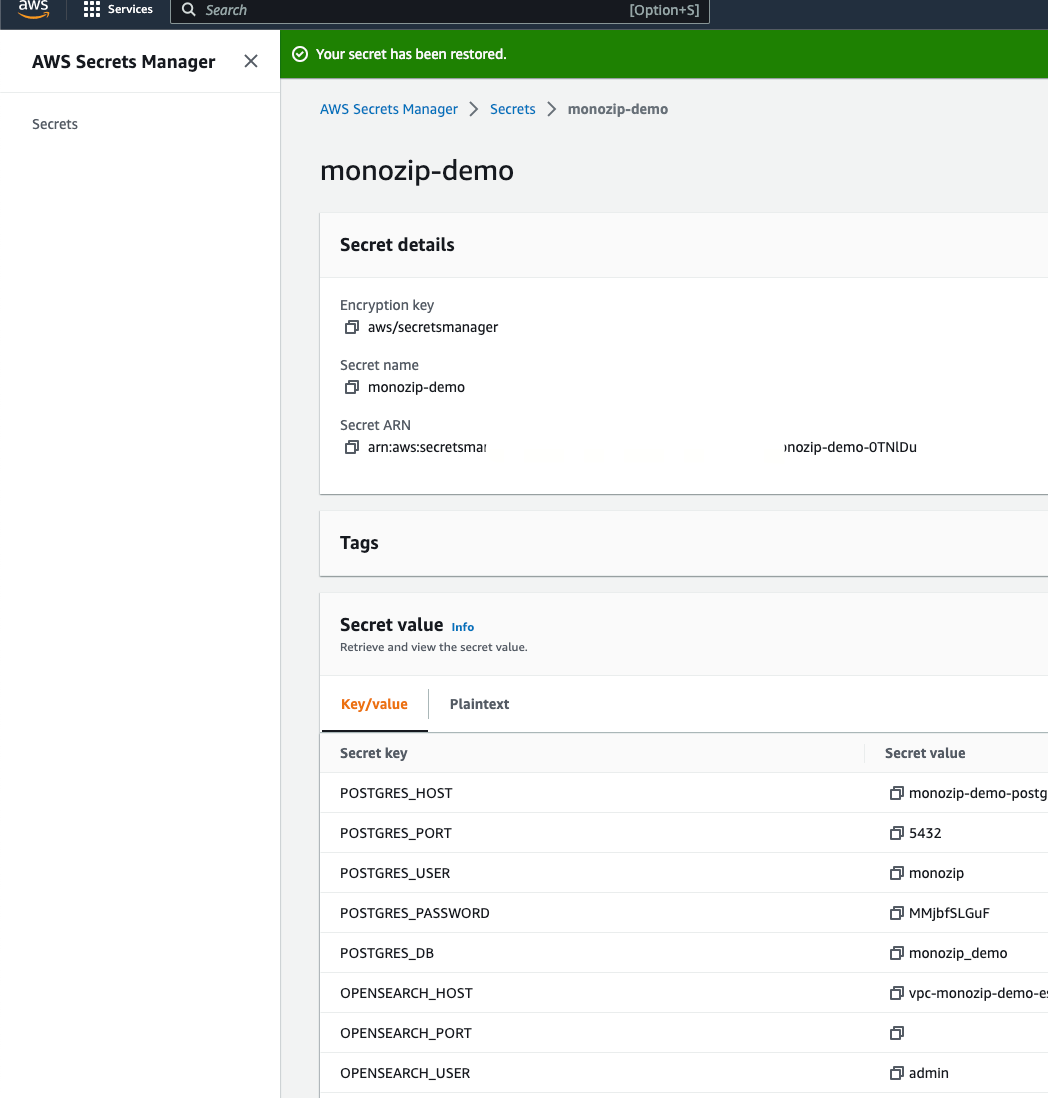 aws
Services
Search
[Option+S]
AWS Secrets Manager
Your secret has been restored.
AWS Secrets Manager > Secrets > monozip-demo
Secrets
monozip-demo
Secret details
Encryption key
aws/secretsmanager
Secret name
monozip-demo
Secret ARN
arn:aws:secretsmar onozip-demo-0TNlDu
Tags
Secret value Info
Retrieve and view the secret value.
Key/value Plaintext
Secret key Secret value
POSTGRES_HOST monozip-demo-postg
POSTGRES_PORT 5432
POSTGRES_USER monozip
POSTGRES_PASSWORD MMjbfSLGuF
POSTGRES_DB monozip_demo
OPENSEARCH_HOST vpc-monozip-demo-es
OPENSEARCH_PORT
OPENSEARCH_USER admin